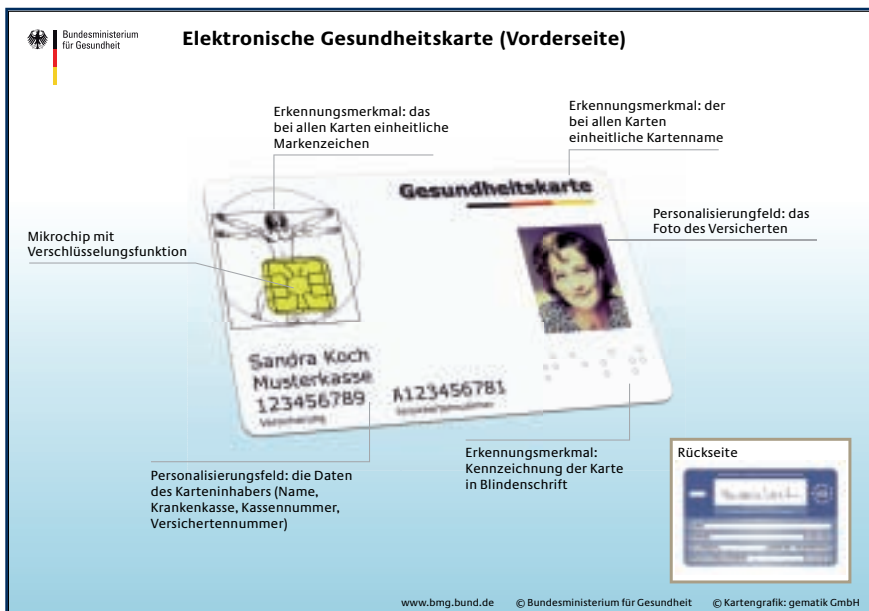 Bundesministerium
für Gesundheit
Elektronische Gesundheitskarte (Vorderseite)
Erkennungsmerkmal: das
bei allen Karten einheitliche
Markenzeichen
Erkennungsmerkmal: der
bei allen Karten
einheitliche Kartenname
Gesundheitskarte
Personalisierungfeld: das
Foto des Versicherten
Mikrochip mit
Verschlüsselungsfunktion
Sandra Koch
Musterkasse
123456789
A123456781
Versicherung
Versichertennummer
Personalisierungsfeld: die Daten
des Karteninhabers (Name,
Krankenkasse, Kassennummer,
Versichertennummer)
Erkennungsmerkmal:
Kennzeichnung der Karte
in Blindenschrift
Rückseite
www.bmg.bund.de © Bundesministerium für Gesundheit © Kartengrafik: gematik GmbH